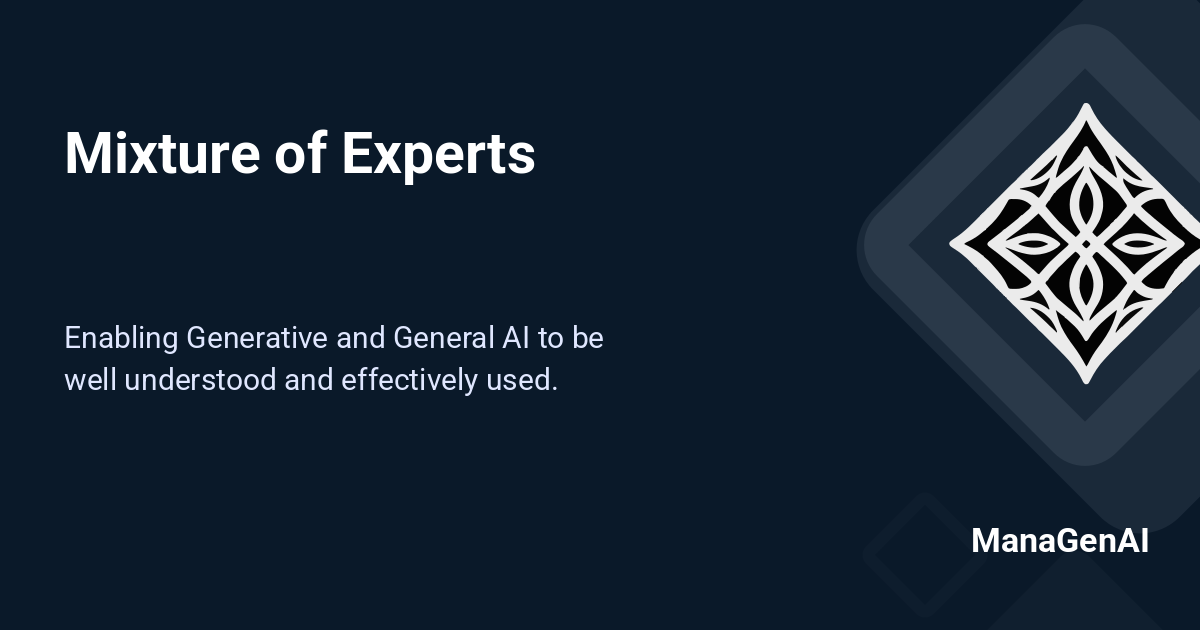 Mixture of Experts
Enabling Generative and General AI to be
well understood and effectively used.
ManaGenAI